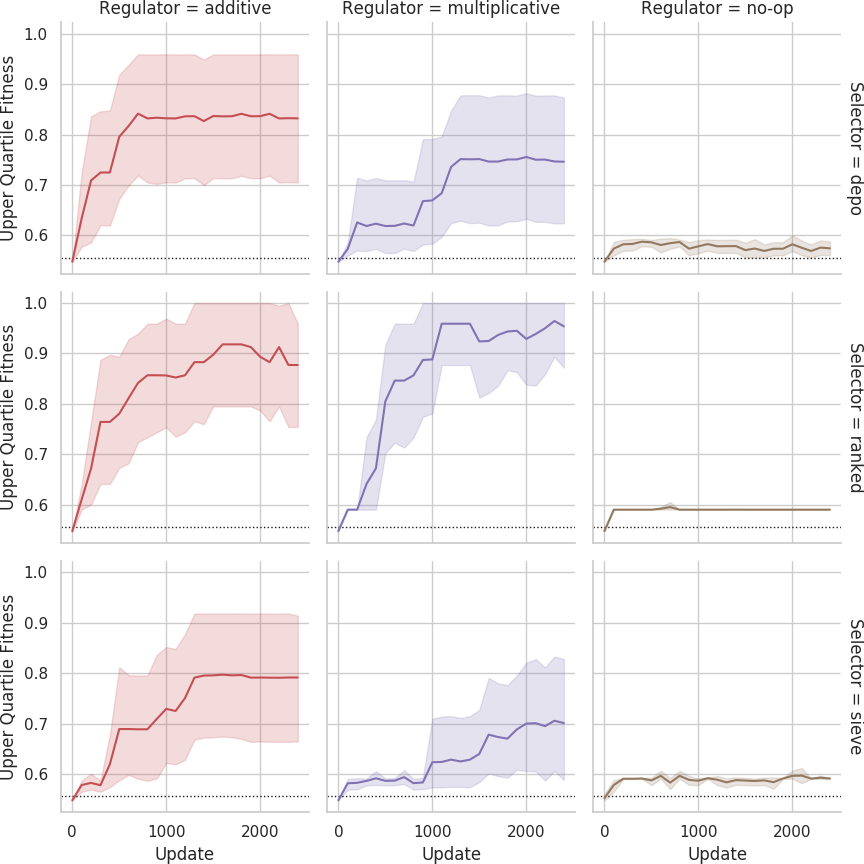 Regulator = additive
Regulator = multiplicative
Regulator = no-op
Upper Quartile Fitness
1.0
0.9
0.8
0.7
0.6
Selector = depo
Upper Quartile Fitness
1.0
0.9
0.8
0.7
0.6
Selector = ranked
Upper Quartile Fitness
1.0
0.9
0.8
0.7
0.6
Selector = sieve
0 1000 2000
0 1000 2000
0 1000 2000
Update
Update
Update